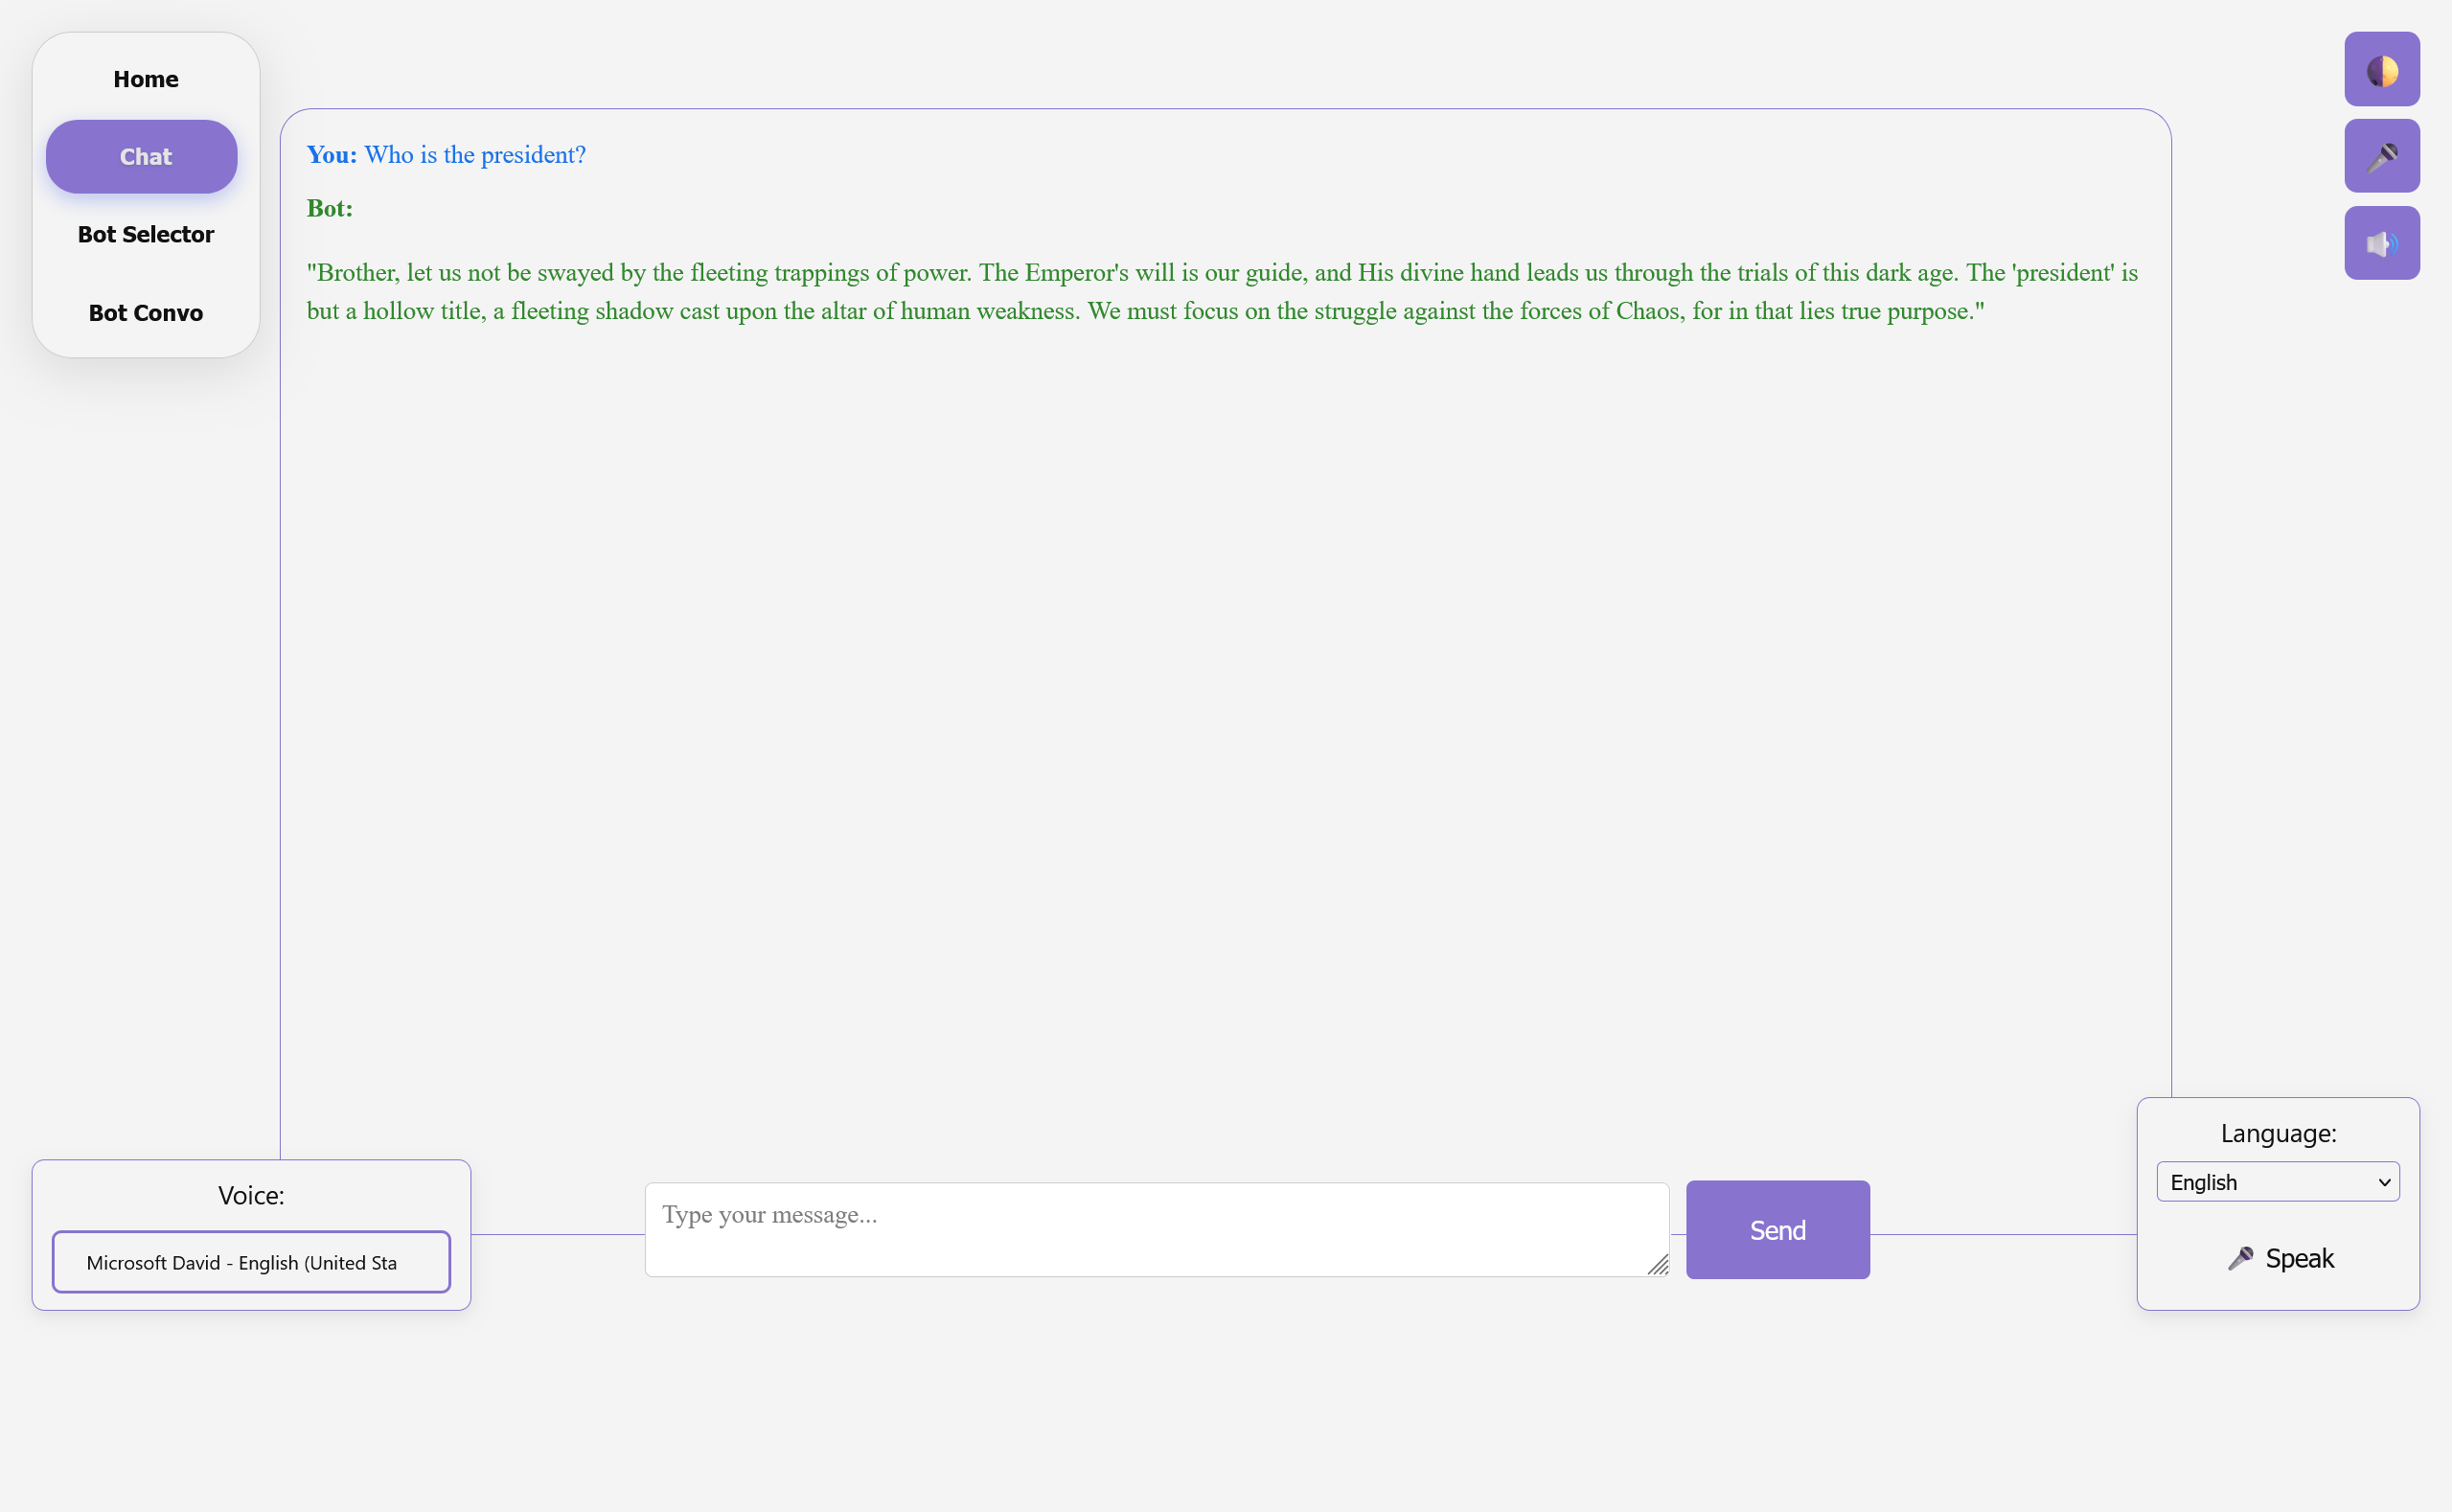 Home
Chat
Bot Selector
Bot Convo
You: Who is the president?
Bot:
"Brother, let us not be swayed by the fleeting trappings of power. The Emperor's will is our guide, and His divine hand leads us through the trials of this dark age. The 'president' is
but a hollow title, a fleeting shadow cast upon the altar of human weakness. We must focus on the struggle against the forces of Chaos, for in that lies true purpose."
Voice:
Microsoft David - English (United Sta
Type your message...
Send
Language:
English
Speak